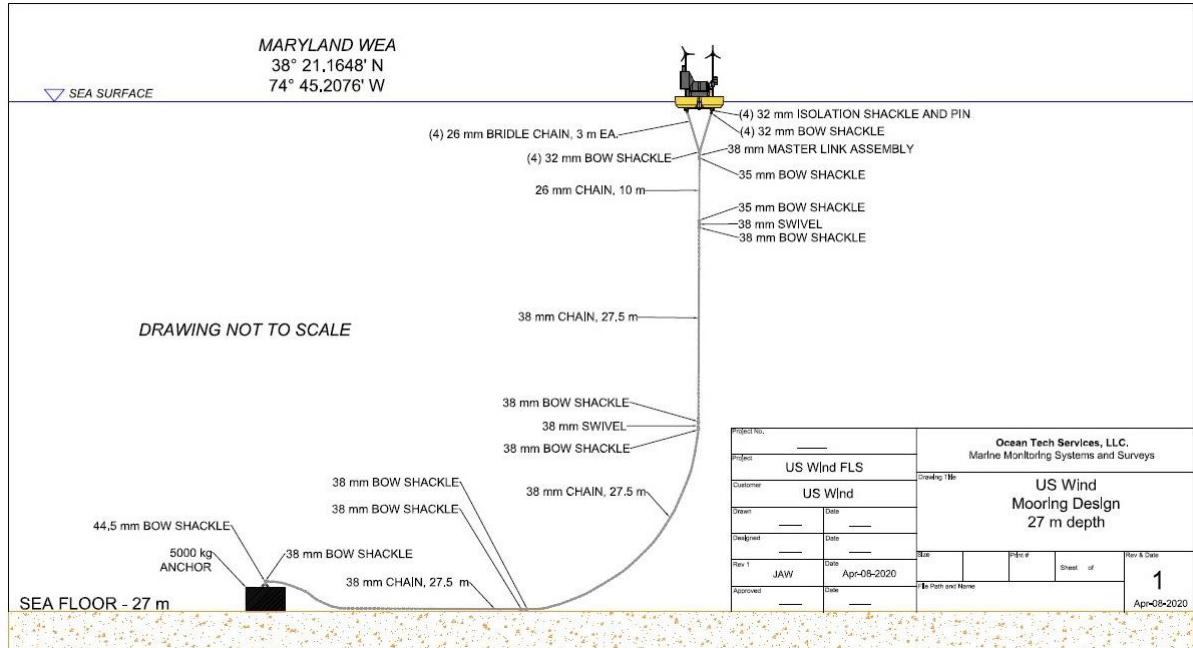 MARYLAND WEA
38° 21.1648' N
74° 45.2076' W
SEA SURFACE
(4) 32 mm ISOLATION SHACKLE AND PIN
(4) 26 mm BRIDLE CHAIN, 3 m EA.
(4) 32 mm BOW SHACKLE
38 mm MASTER LINK ASSEMBLY
(4) 32 mm BOW SHACKLE
35 mm BOW SHACKLE
26 mm CHAIN, 10 m
35 mm BOW SHACKLE
38 mm SWIVEL
38 mm BOW SHACKLE
38 mm CHAIN, 27.5 m
DRAWING NOT TO SCALE
38 mm BOW SHACKLE
38 mm SWIVEL
38 mm BOW SHACKLE
38 mm CHAIN, 27.5 m
38 mm BOW SHACKLE
38 mm BOW SHACKLE
44.5 mm BOW SHACKLE
5000 kg
ANCHOR
38 mm BOW SHACKLE
38 mm CHAIN, 27.5 m
SEA FLOOR - 27 m
Project No.
Project
US Wind FLS
Customer
US Wind
Drawn
Date
Designed
Date
Rev 1
JAW
Date
Apr-08-2020
Approved
Date
Ocean Tech Services, LLC.
Marine Monitoring Systems and Surveys
Drawing Title
US Wind
Mooring Design
27 m depth
Size
Print #
Sheet of
Rev & Date
1
Apr-08-2020
File Path and Name